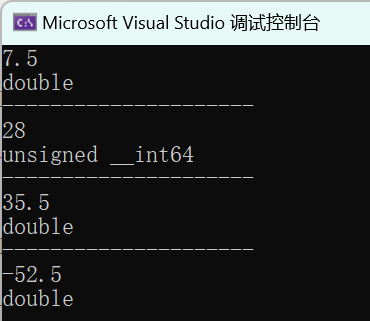 Microsoft Visual Studio 调试控制台
7.5
double
---------------------
28
unsigned __int64
---------------------
35.5
double
---------------------
-52.5
double